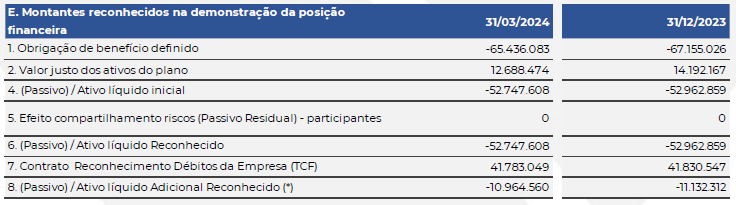 E. Montantes reconhecidos na demonstração da posição
financeira 31/03/2024 31/12/2023
1. Obrigação de benefício definido -65.436.083 -67.155.026
2. Valor justo dos ativos do plano 12.688.474 14.192.167
4. (Passivo) / Ativo líquido inicial -52.747.608 -52.962.859
5. Efeito compartilhamento riscos (Passivo Residual) - participantes 0 0
6. (Passivo) / Ativo líquido Reconhecido -52.747.608 -52.962.859
7. Contrato Reconhecimento Débitos da Empresa (TCF) 41.783.049 41.830.547
8. (Passivo) / Ativo líquido Adicional Reconhecido (*) -10.964.560 -11.132.312